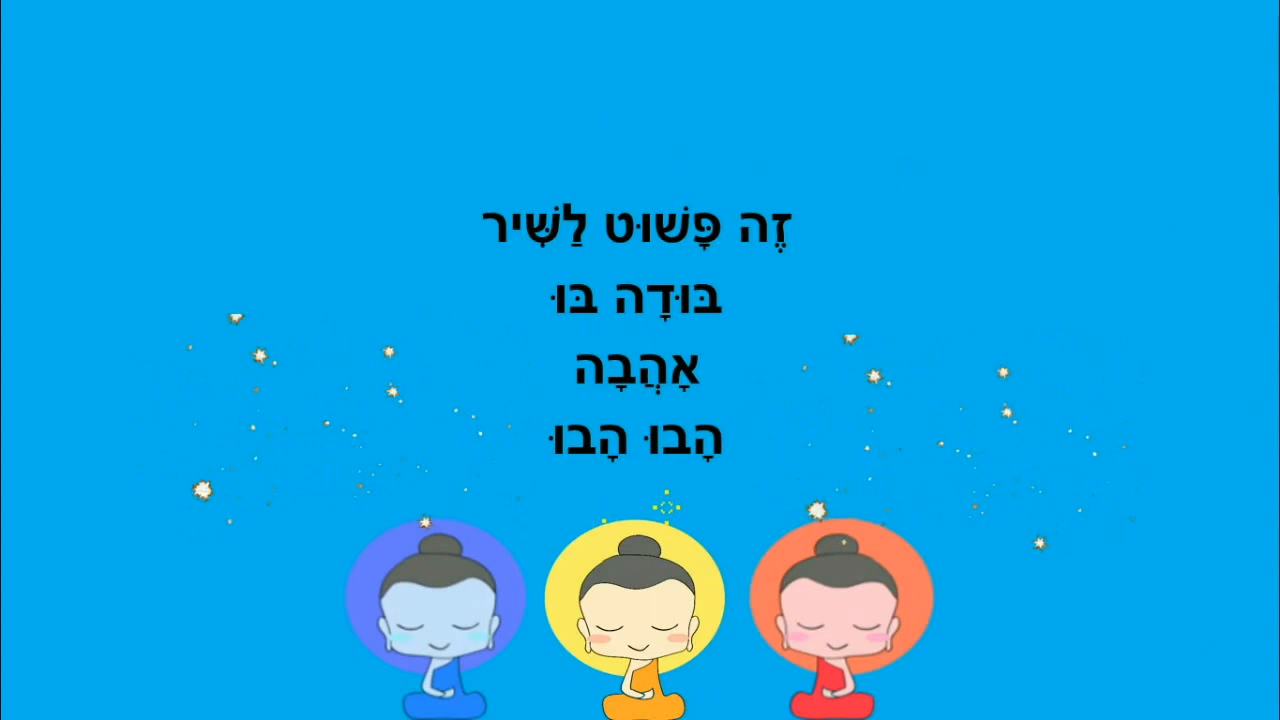 זֶה פָּשׁוּט לַשִּׁיר
בּוּדָה בּוּ
אָהֲבָה
הָבוּ הָבוּ